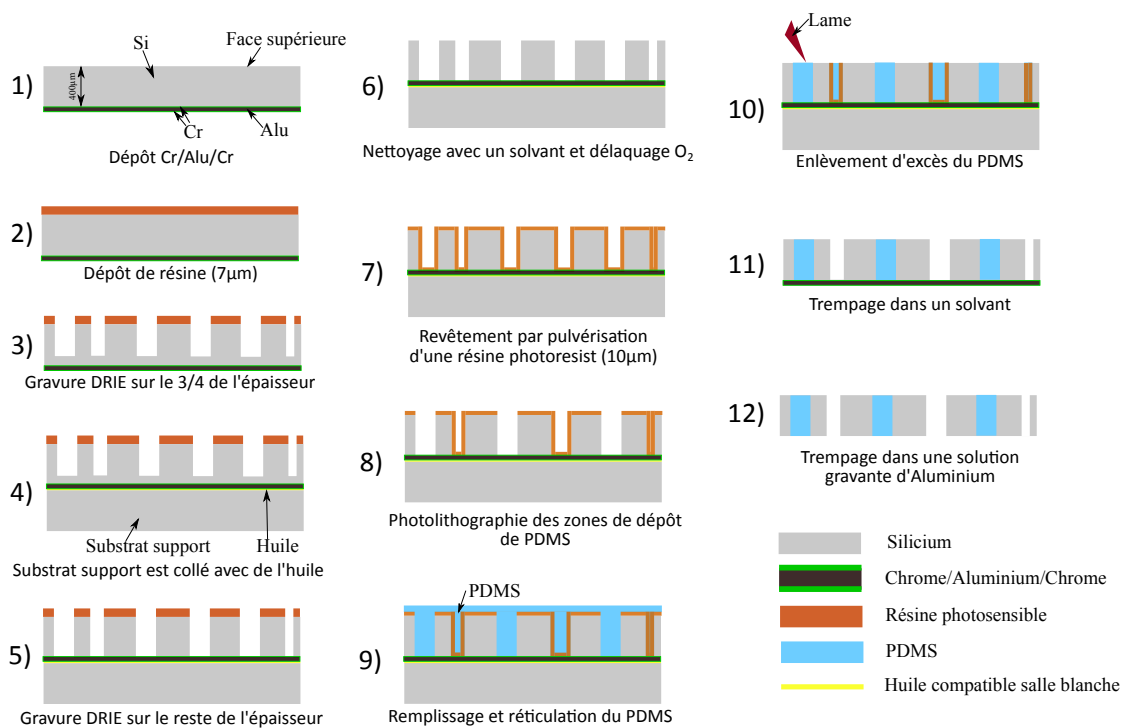 1)
Si
Face supérieure
400µm
Cr
Alu
Dépôt Cr/Alu/Cr
2)
Dépôt de résine (7µm)
3)
Gravure DRIE sur le 3/4 de l'épaisseur
4)
Substrat support
Huile
Substrat support est collé avec de l'huile
5)
Gravure DRIE sur le reste de l'épaisseur
6)
Nettoyage avec un solvant et délaquage O₂
7)
Revêtement par pulvérisation
d'une résine photoresist (10µm)
8)
Photolithographie des zones de dépôt
de PDMS
9)
PDMS
Remplissage et réticulation du PDMS
10)
Lame
Enlèvement d'excès du PDMS
11)
Trempage dans un solvant
12)
Trempage dans une solution
gravante d'Aluminium
Silicium
Chrome/Aluminium/Chrome
Résine photosensible
PDMS
Huile compatible salle blanche